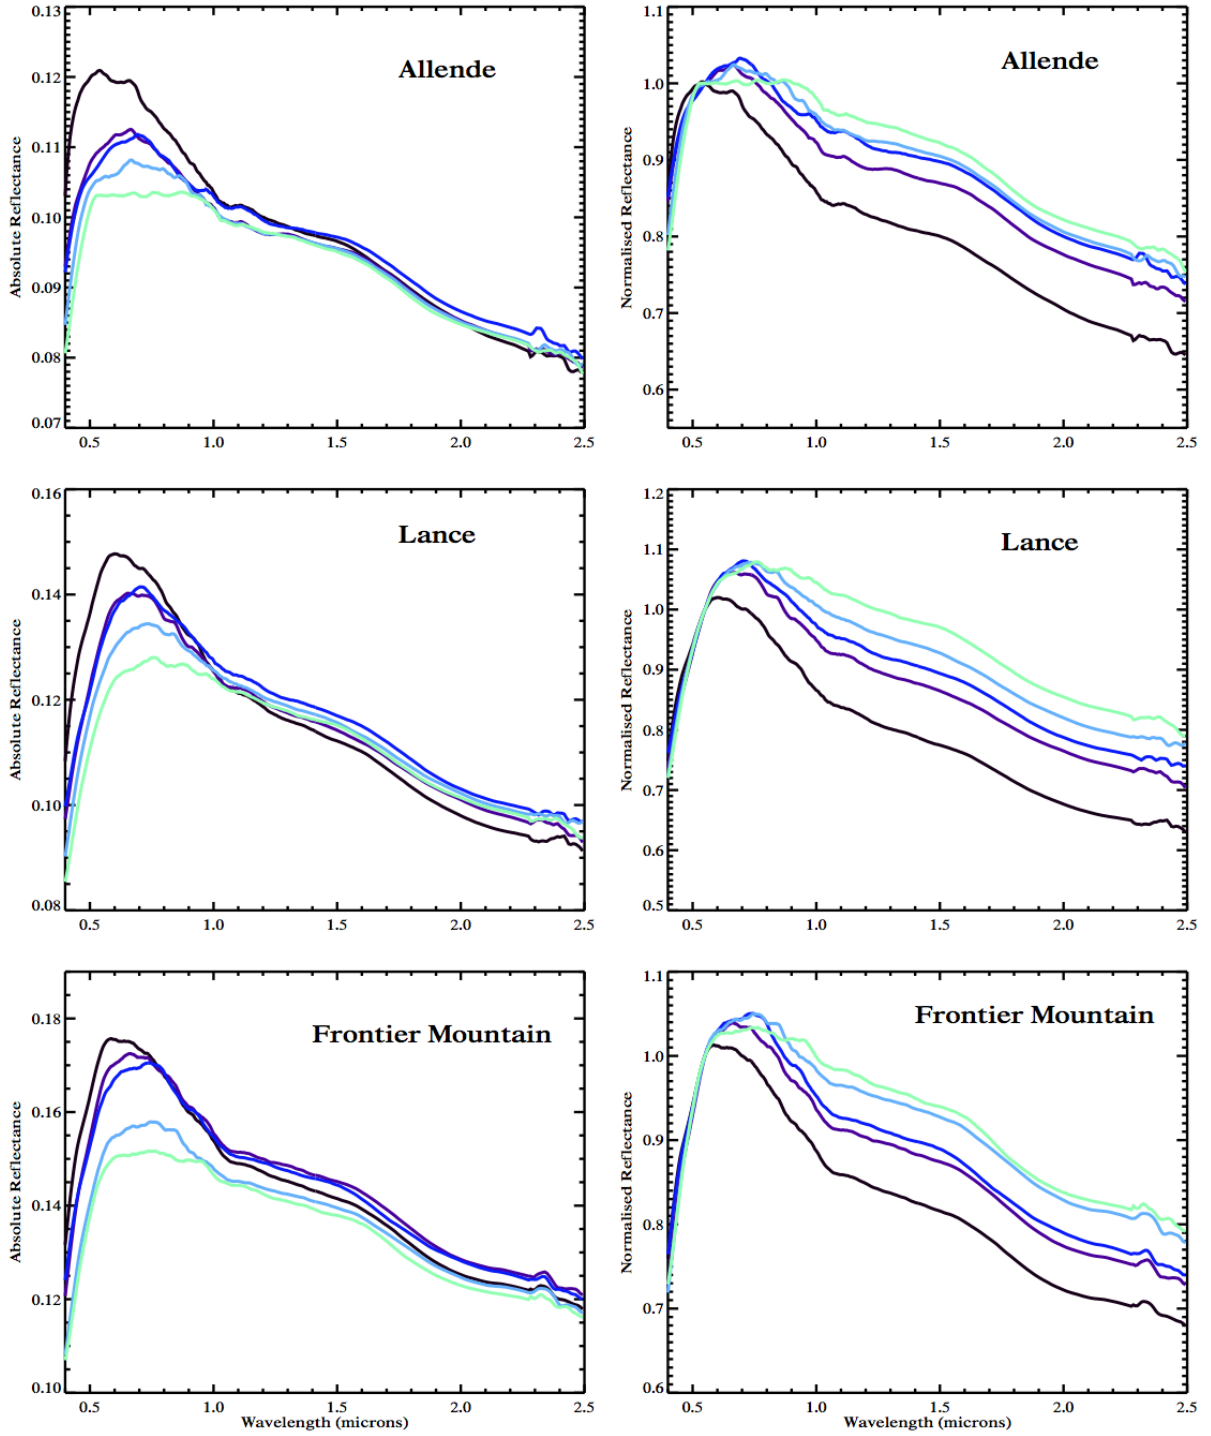 Allende
Absolute Reflectance
0.13
0.12
0.11
0.10
0.09
0.08
0.07
0.5 1.0 1.5 2.0 2.5
Allende
Normalised Reflectance
1.1
1.0
0.9
0.8
0.7
0.6
0.5 1.0 1.5 2.0 2.5
Lance
Absolute Reflectance
0.16
0.14
0.12
0.10
0.08
0.5 1.0 1.5 2.0 2.5
Lance
Normalised Reflectance
1.2
1.1
1.0
0.9
0.8
0.7
0.6
0.5
0.5 1.0 1.5 2.0 2.5
Frontier Mountain
Absolute Reflectance
0.18
0.16
0.14
0.12
0.10
0.5 1.0 1.5 2.0 2.5
Wavelength (microns)
Frontier Mountain
Normalised Reflectance
1.1
1.0
0.9
0.8
0.7
0.6
0.5 1.0 1.5 2.0 2.5
Wavelength (microns)